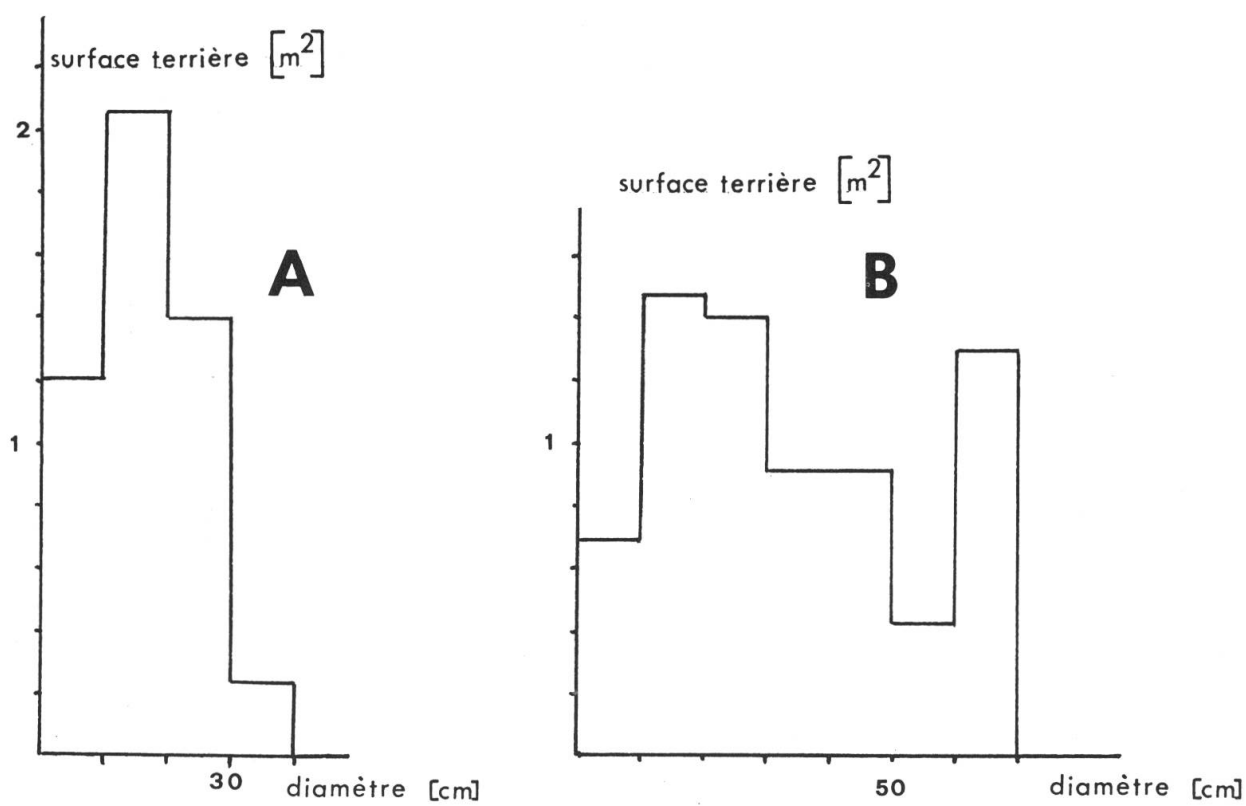 surface terrière [m²]
2
A
1
30
diamètre [cm]
surface terrière [m²]
B
1
50
diamètre [cm]